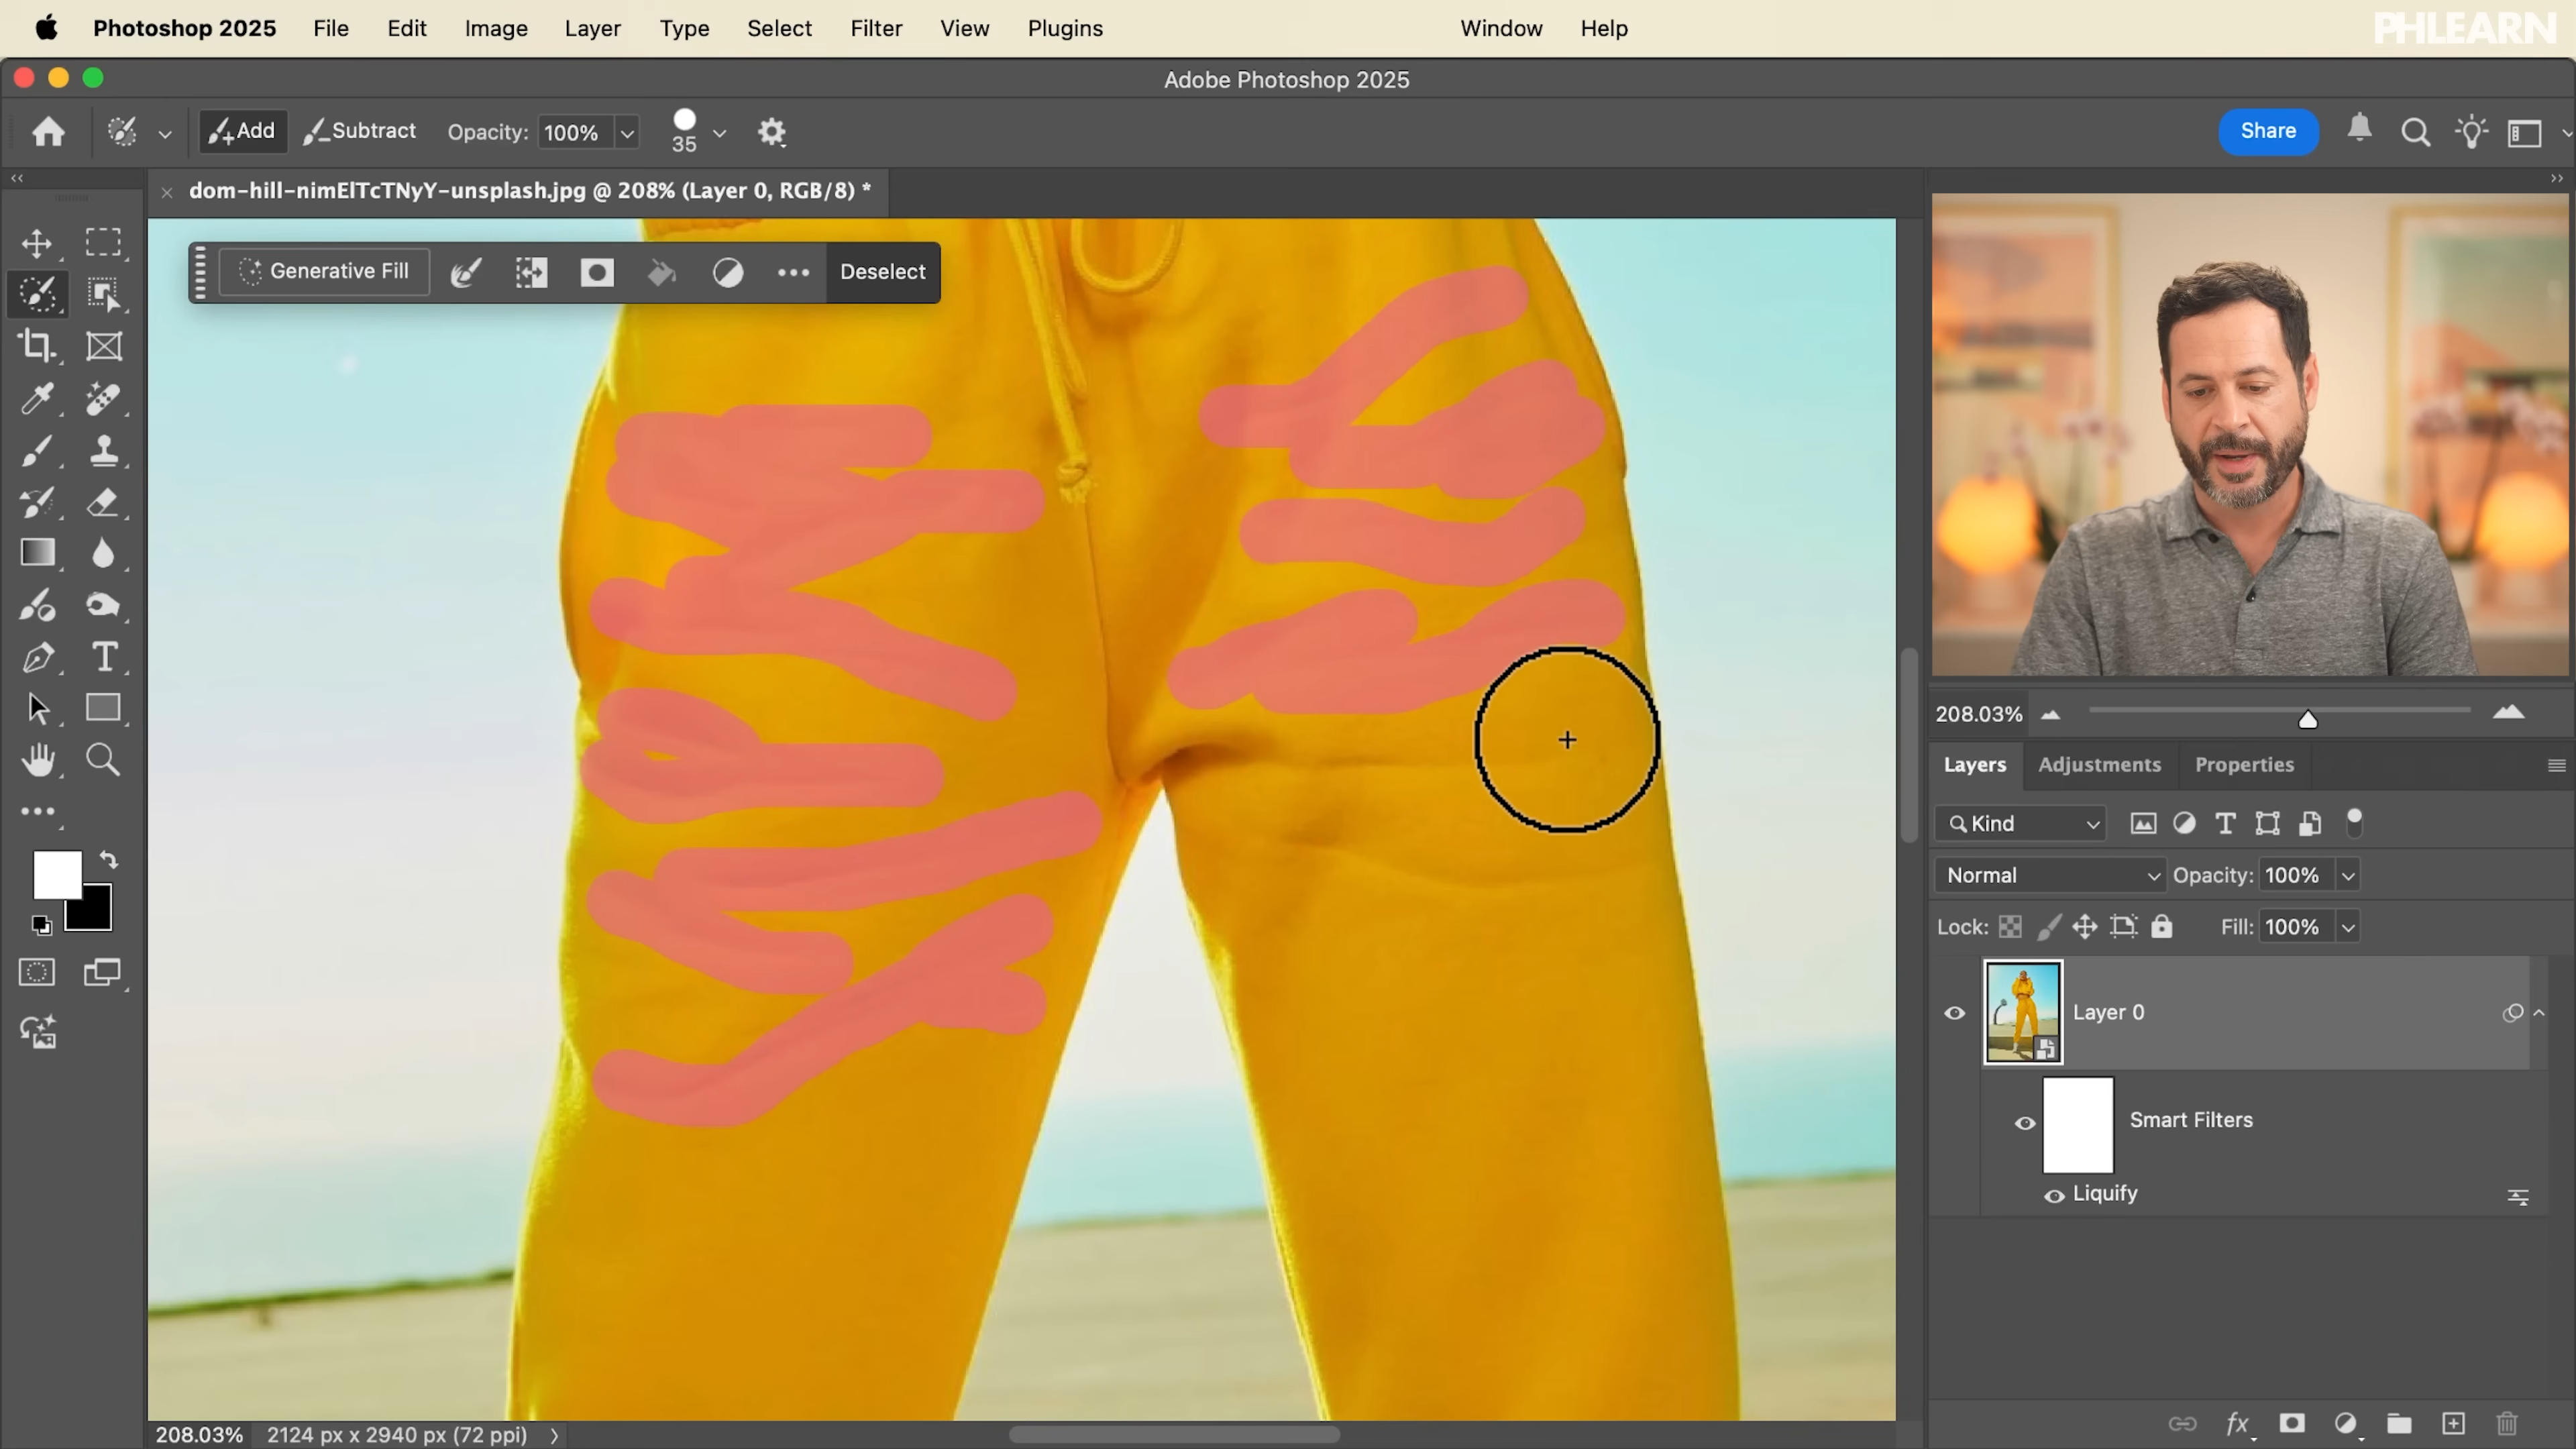 Photoshop 2025 File Edit Image Layer Type Select Filter View Plugins Window Help
PHLEARN
Adobe Photoshop 2025
Add Subtract Opacity: 100% 35 Share
× dom-hill-nimElTcTNyY-unsplash.jpg @ 208% (Layer 0, RGB/8) *
Generative Fill Deselect
208.03%
Layers Adjustments Properties
Kind
Normal Opacity: 100%
Lock: Fill: 100%
Layer 0
Smart Filters
Liquify
208.03% 2124 px x 2940 px (72 ppi)